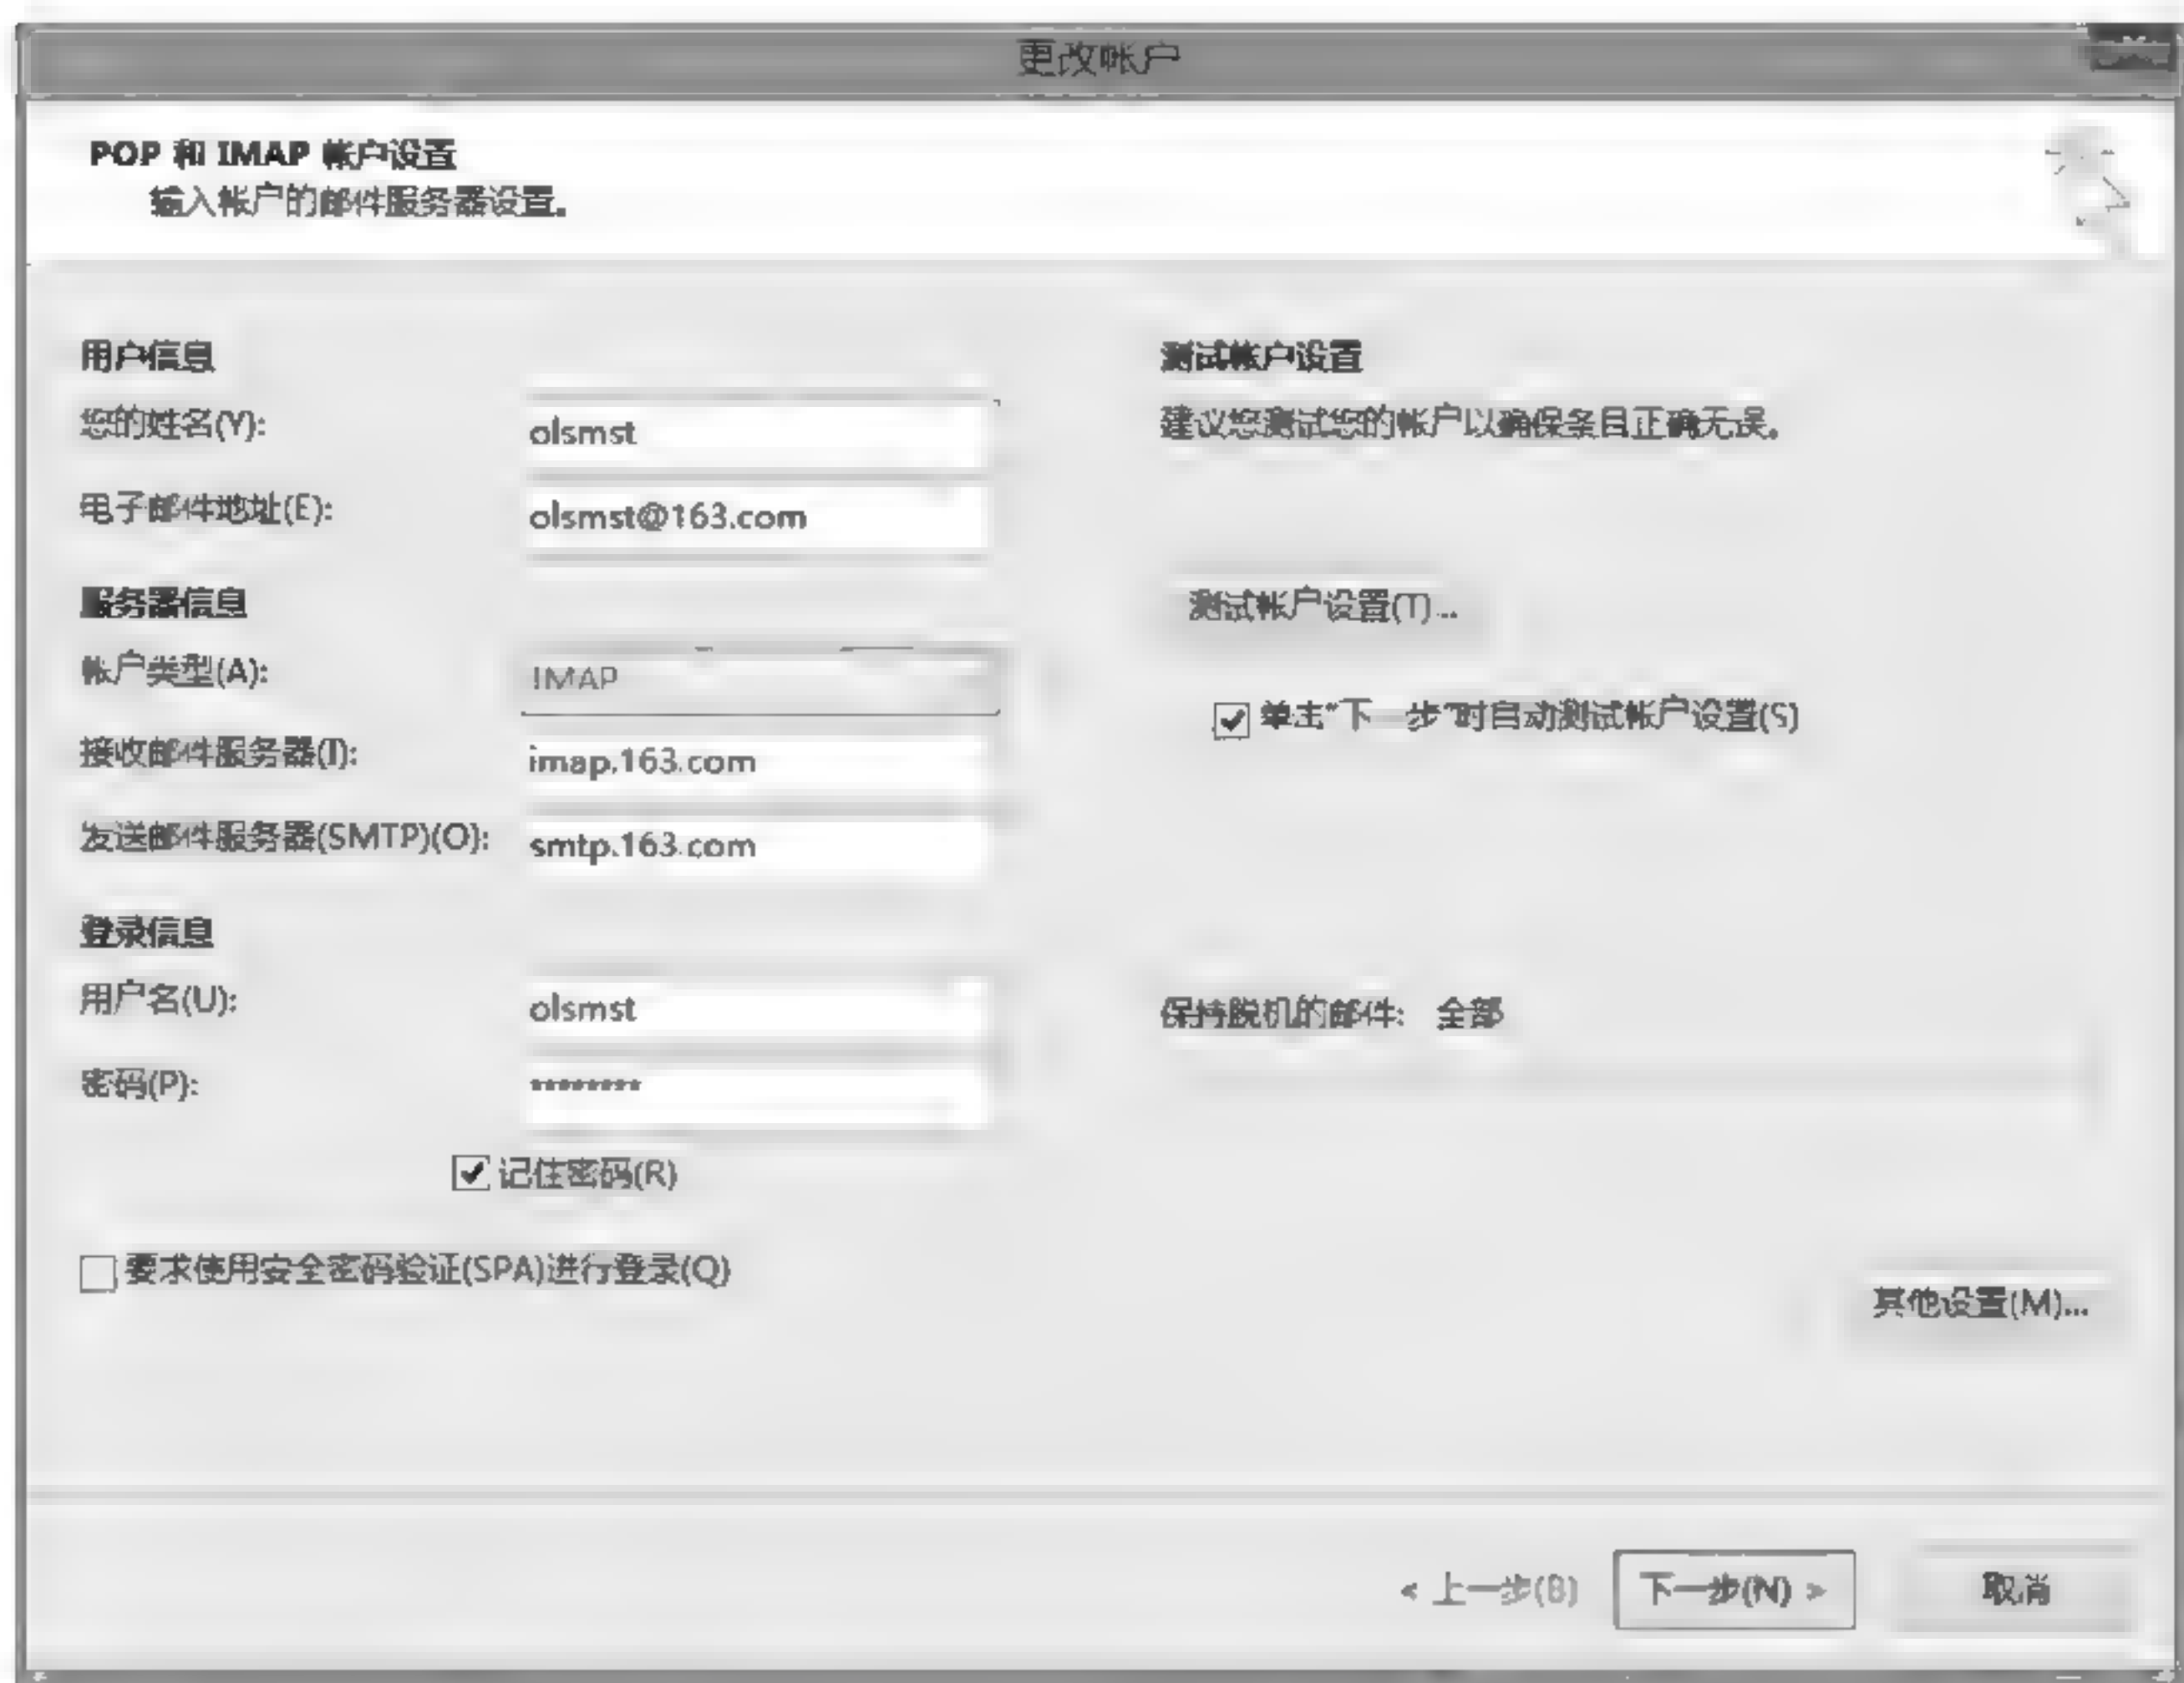 更改帐户
POP 和 IMAP 帐户设置
输入帐户的邮件服务器设置。
用户信息
您的姓名(Y):
olsmst
电子邮件地址(E):
olsmst@163.com
服务器信息
帐户类型(A):
IMAP
接收邮件服务器(I):
imap.163.com
发送邮件服务器(SMTP)(O):
smtp.163.com
登录信息
用户名(U):
olsmst
密码(P):
********
记住密码(R)
要求使用安全密码验证(SPA)进行登录(Q)
测试帐户设置
建议您测试您的帐户以确保条目正确无误。
测试帐户设置(T)...
单击“下一步”时自动测试帐户设置(S)
保持脱机的邮件: 全部
其他设置(M)...
< 上一步(B)
下一步(N) >
取消